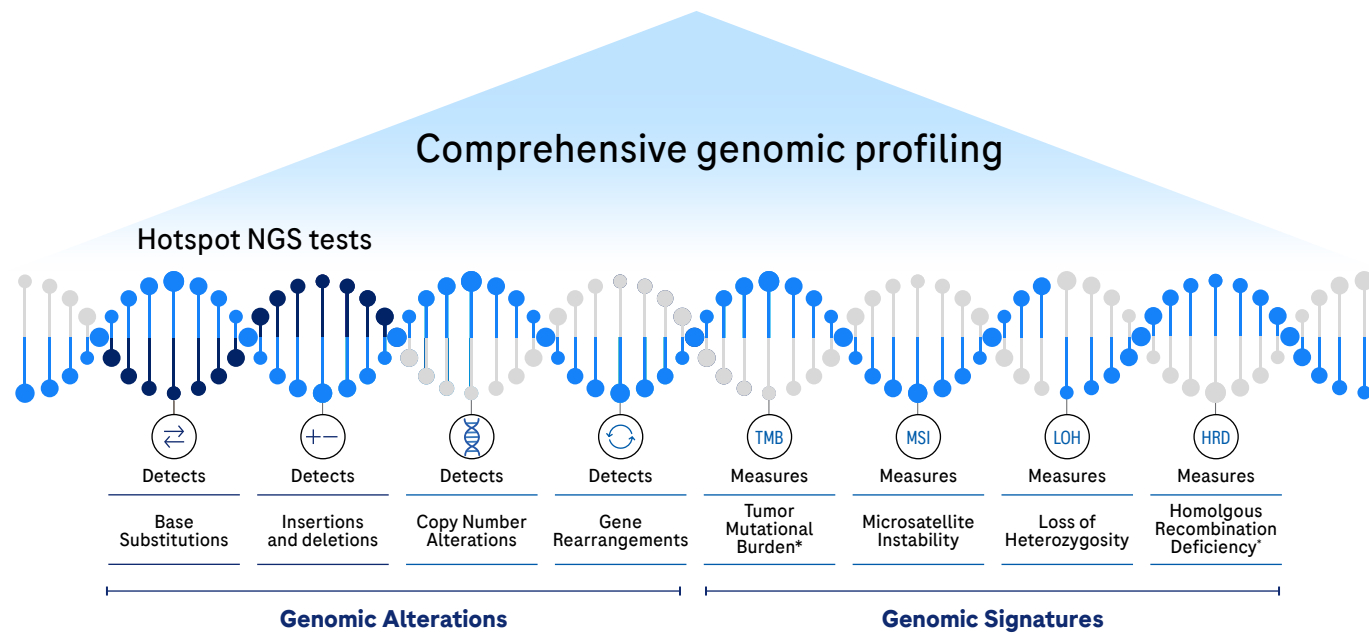 Comprehensive genomic profiling
Hotspot NGS tests
TMB
MSI
LOH
HRD
Detects
Detects
Detects
Detects
Measures
Measures
Measures
Measures
Base
Substitutions
Insertions
and deletions
Copy Number
Alterations
Gene
Rearrangements
Tumor
Mutational
Burden*
Microsatellite
Instability
Loss of
Heterozygosity
Homolgous
Recombination
Deficiency*
Genomic Alterations
Genomic Signatures